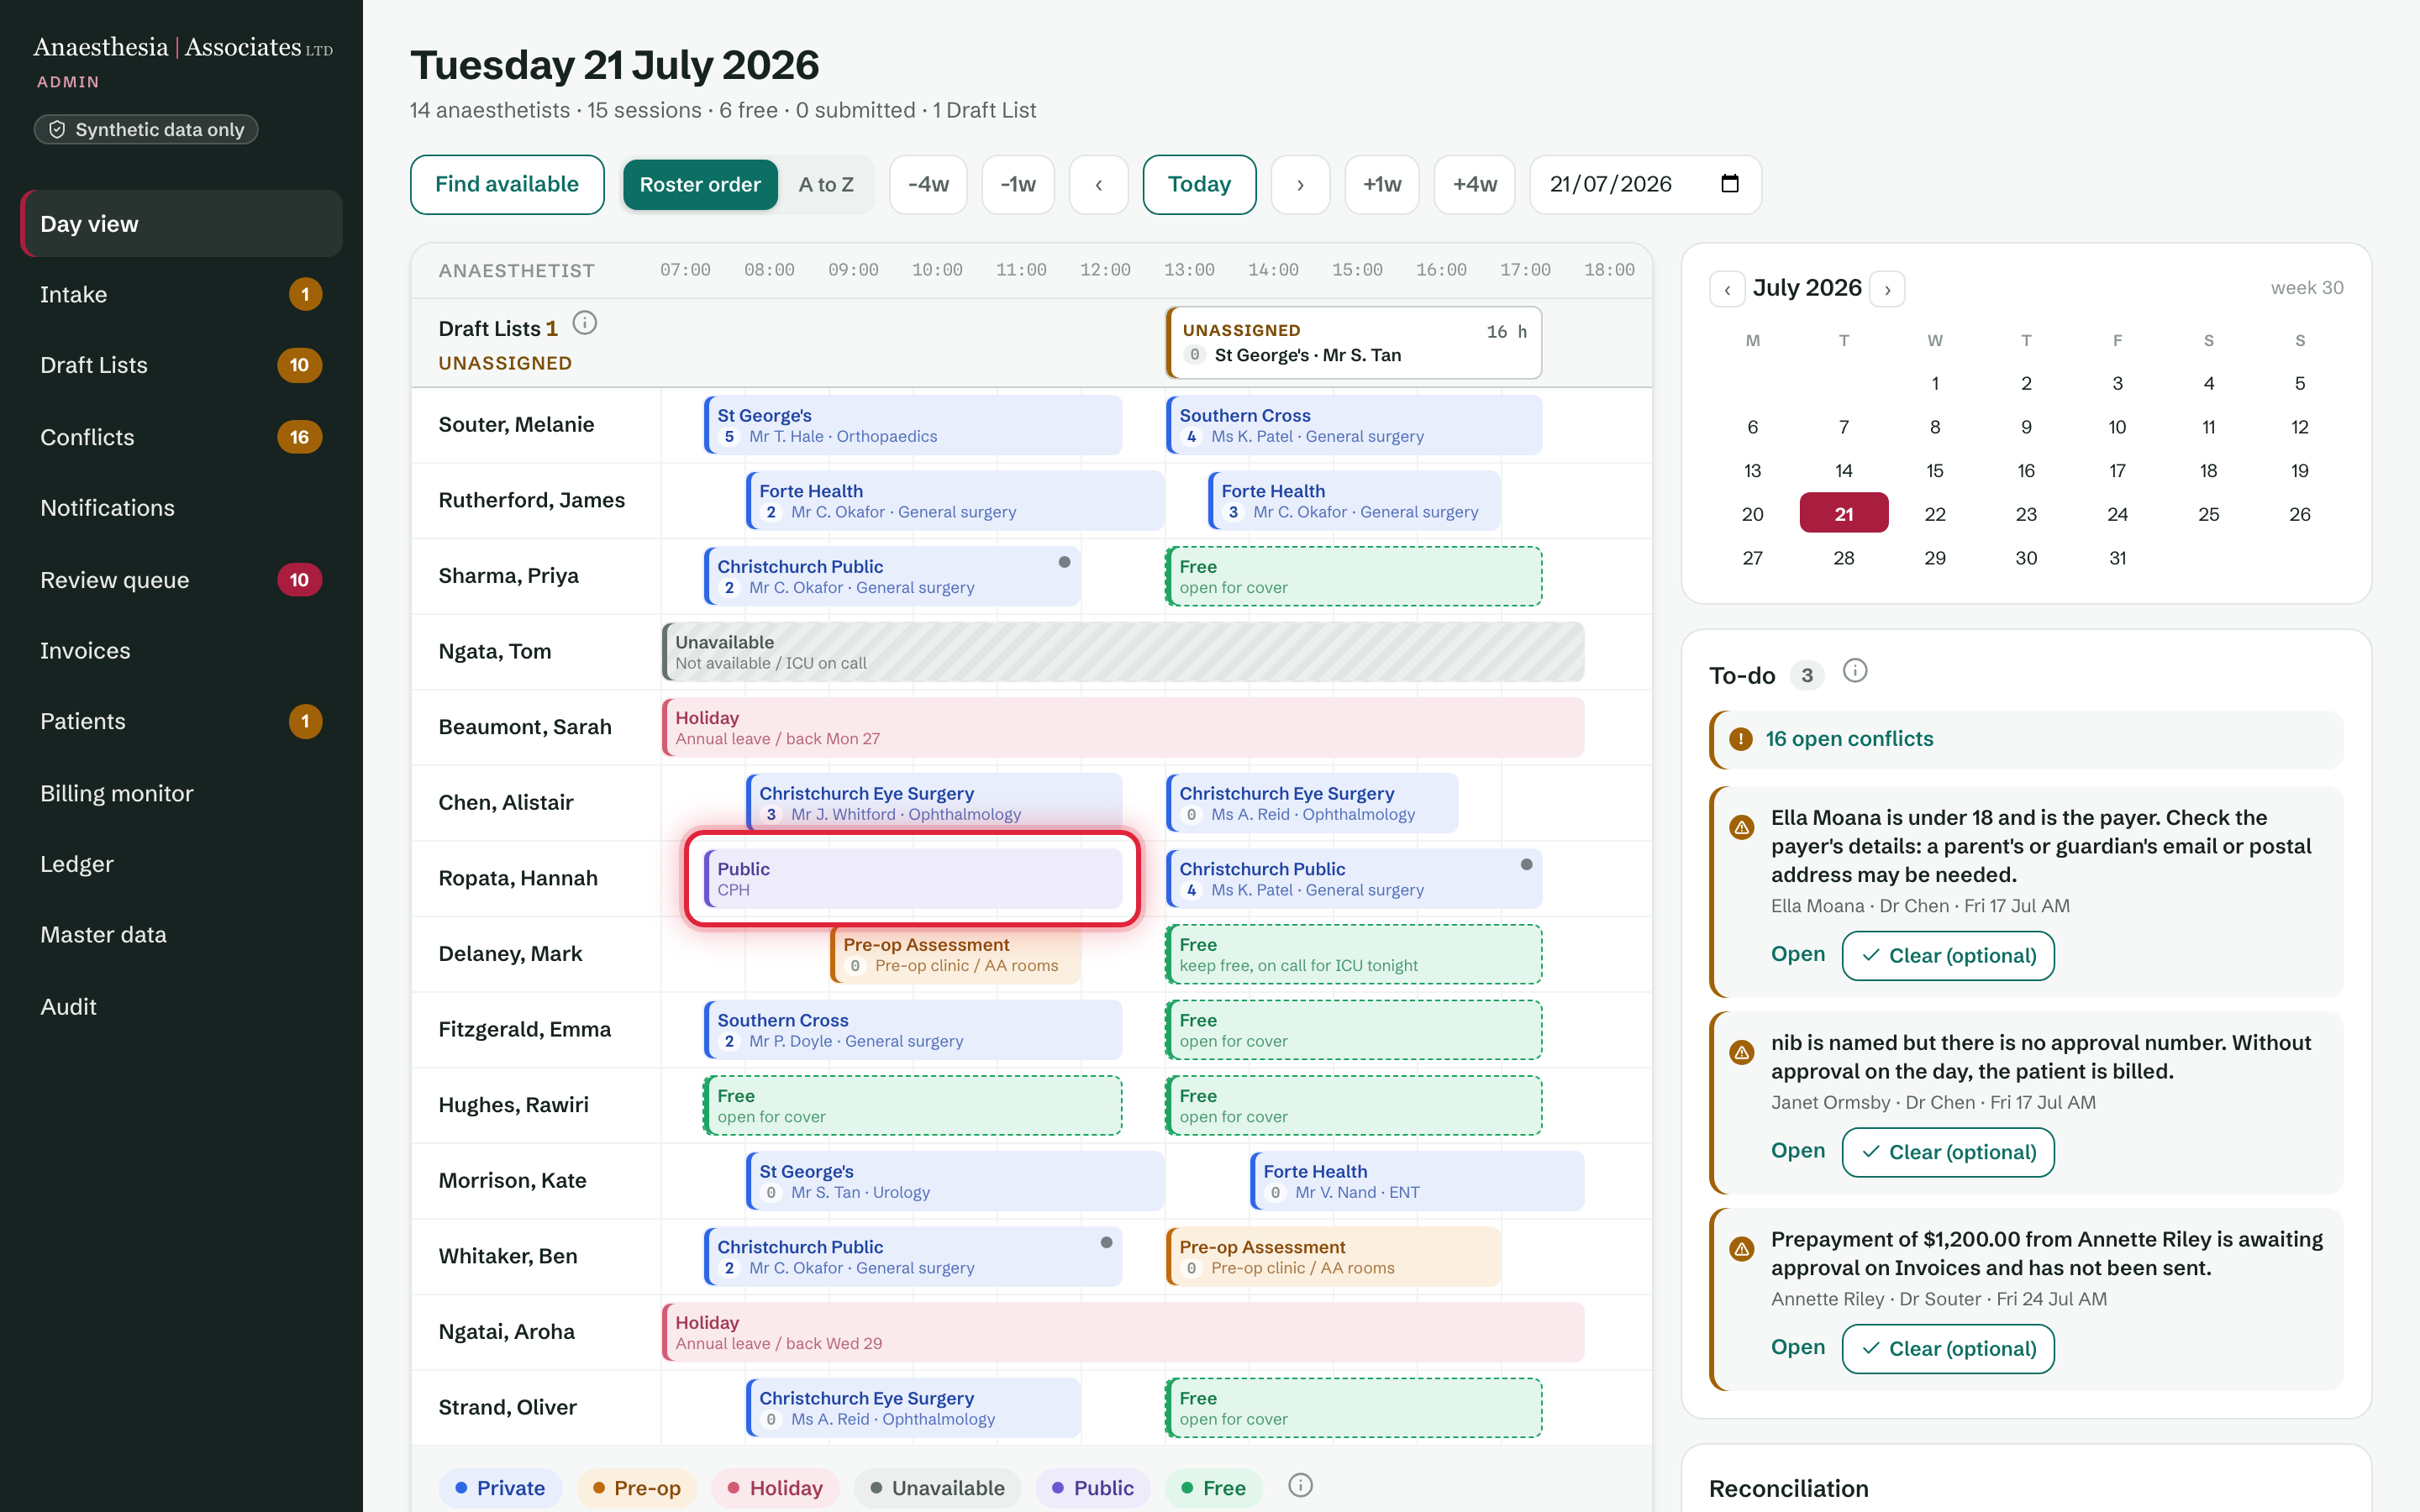 Anaesthesia | Associates LTD
ADMIN
Synthetic data only
Day view
Intake 1
Draft Lists 10
Conflicts 16
Notifications
Review queue 10
Invoices
Patients 1
Billing monitor
Ledger
Master data
Audit
Tuesday 21 July 2026
14 anaesthetists · 15 sessions · 6 free · 0 submitted · 1 Draft List
Find available Roster order A to Z -4w -1w ‹ Today › +1w +4w 21/07/2026
ANAESTHETIST 07:00 08:00 09:00 10:00 11:00 12:00 13:00 14:00 15:00 16:00 17:00 18:00
Draft Lists 1
UNASSIGNED
UNASSIGNED 16 h
0 St George's · Mr S. Tan
Souter, Melanie
St George's
5 Mr T. Hale · Orthopaedics
Southern Cross
4 Ms K. Patel · General surgery
Rutherford, James
Forte Health
2 Mr C. Okafor · General surgery
Forte Health
3 Mr C. Okafor · General surgery
Sharma, Priya
Christchurch Public
2 Mr C. Okafor · General surgery
Free
open for cover
Ngata, Tom
Unavailable
Not available / ICU on call
Beaumont, Sarah
Holiday
Annual leave / back Mon 27
Chen, Alistair
Christchurch Eye Surgery
3 Mr J. Whitford · Ophthalmology
Christchurch Eye Surgery
0 Ms A. Reid · Ophthalmology
Ropata, Hannah
Public
CPH
Christchurch Public
4 Ms K. Patel · General surgery
Delaney, Mark
Pre-op Assessment
0 Pre-op clinic / AA rooms
Free
keep free, on call for ICU tonight
Fitzgerald, Emma
Southern Cross
2 Mr P. Doyle · General surgery
Free
open for cover
Hughes, Rawiri
Free
open for cover
Free
open for cover
Morrison, Kate
St George's
0 Mr S. Tan · Urology
Forte Health
0 Mr V. Nand · ENT
Whitaker, Ben
Christchurch Public
2 Mr C. Okafor · General surgery
Pre-op Assessment
0 Pre-op clinic / AA rooms
Ngatai, Aroha
Holiday
Annual leave / back Wed 29
Strand, Oliver
Christchurch Eye Surgery
0 Ms A. Reid · Ophthalmology
Free
open for cover
Private Pre-op Holiday Unavailable Public Free
‹ July 2026 › week 30
M T W T F S S
1 2 3 4 5
6 7 8 9 10 11 12
13 14 15 16 17 18 19
20 21 22 23 24 25 26
27 28 29 30 31
To-do 3
16 open conflicts
Ella Moana is under 18 and is the payer. Check the
payer's details: a parent's or guardian's email or postal
address may be needed.
Ella Moana · Dr Chen · Fri 17 Jul AM
Open Clear (optional)
nib is named but there is no approval number. Without
approval on the day, the patient is billed.
Janet Ormsby · Dr Chen · Fri 17 Jul AM
Open Clear (optional)
Prepayment of $1,200.00 from Annette Riley is awaiting
approval on Invoices and has not been sent.
Annette Riley · Dr Souter · Fri 24 Jul AM
Open Clear (optional)
Reconciliation